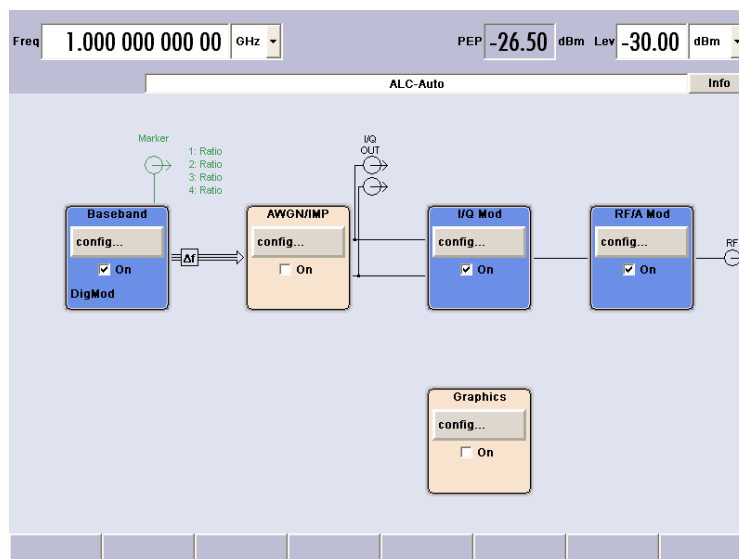 Freq 1.000 000 000 00 GHz PEP -26.50 dBm Lev -30.00 dBm
ALC-Auto Info
Marker
1: Ratio
2: Ratio
3: Ratio
4: Ratio
I/Q
OUT
Baseband
config...
On
DigMod
Δf
AWGN/IMP
config...
On
I/Q Mod
config...
On
RF/A Mod
config...
On
RF
Graphics
config...
On